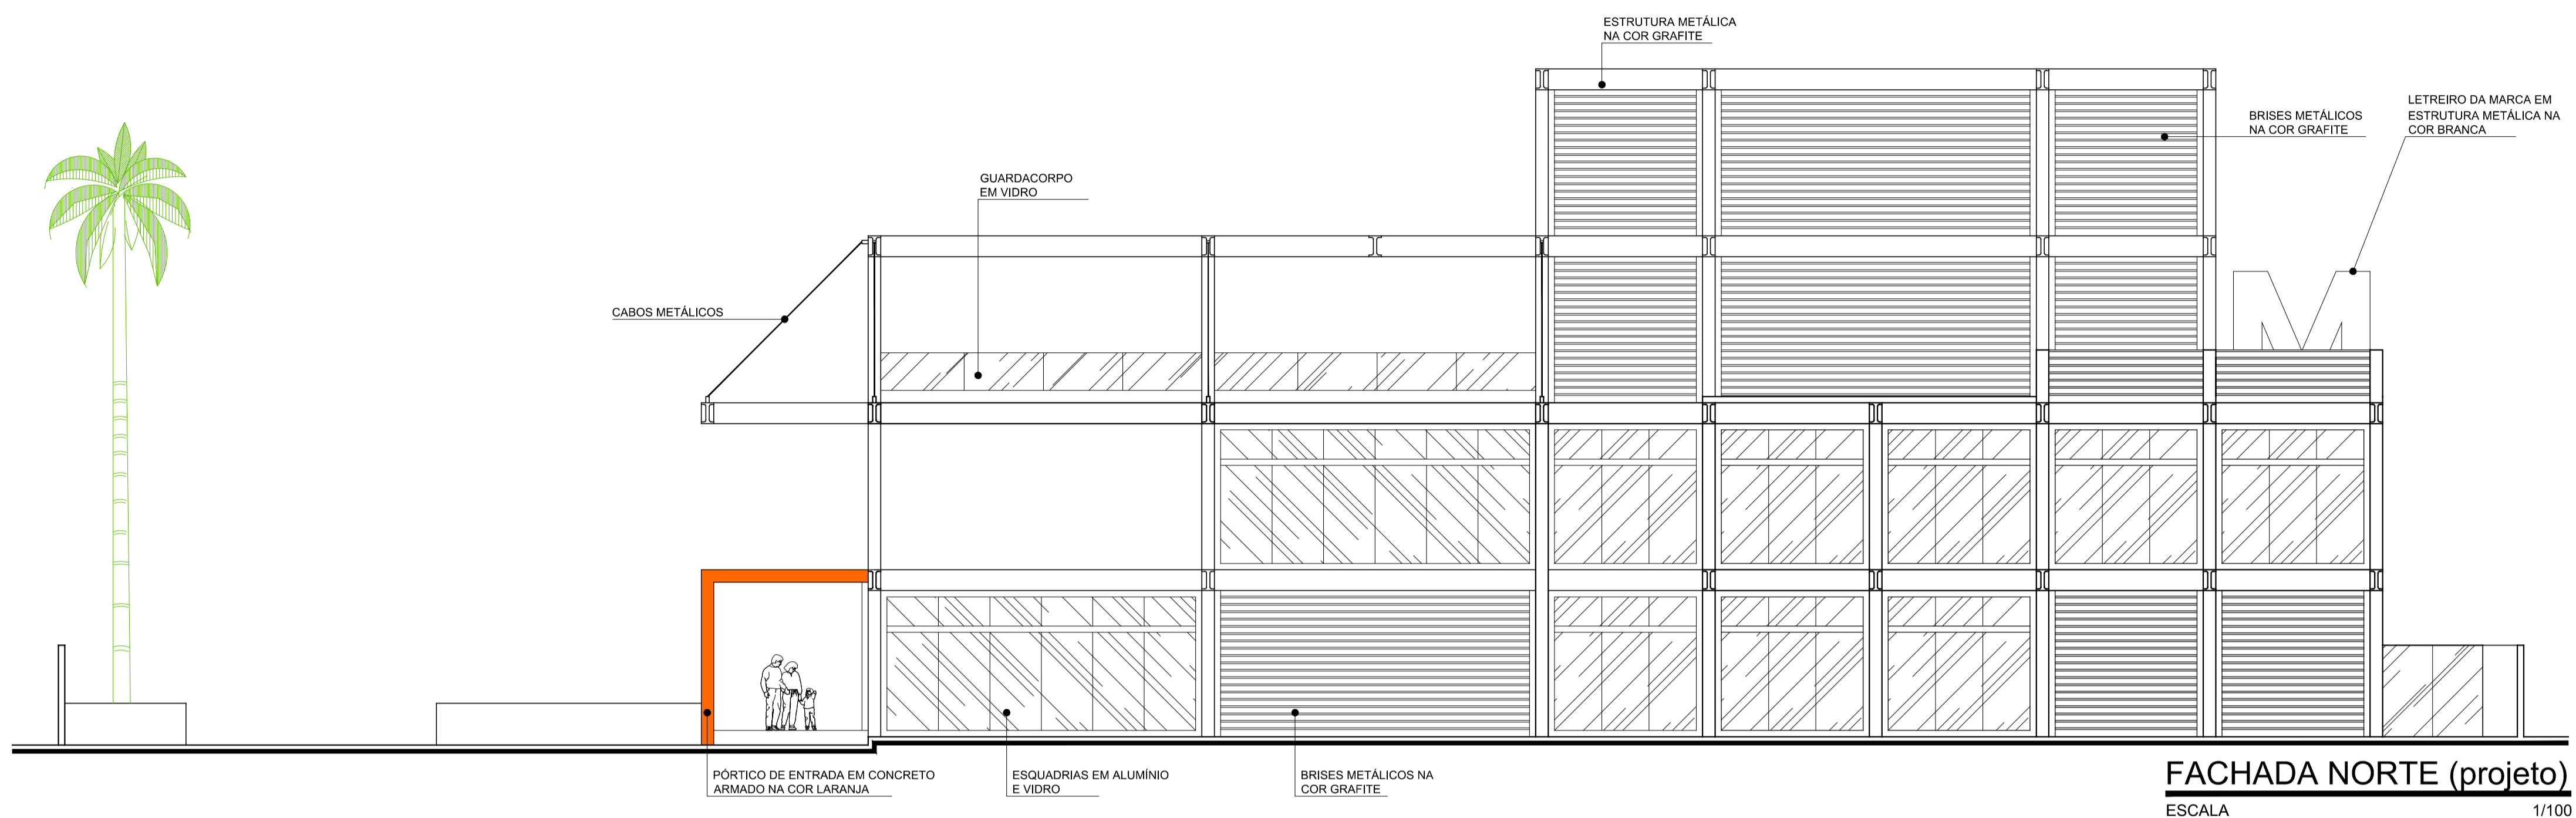 ESTRUTURA METÁLICA
NA COR GRAFITE
LETREIRO DA MARCA EM
ESTRUTURA METÁLICA NA
COR BRANCA
BRISES METÁLICOS
NA COR GRAFITE
GUARDACORPO
EM VIDRO
CABOS METÁLICOS
M
PÓRTICO DE ENTRADA EM CONCRETO
ARMADO NA COR LARANJA
ESQUADRIAS EM ALUMÍNIO
E VIDRO
BRISES METÁLICOS NA
COR GRAFITE
FACHADA NORTE (projeto)
ESCALA 1/100